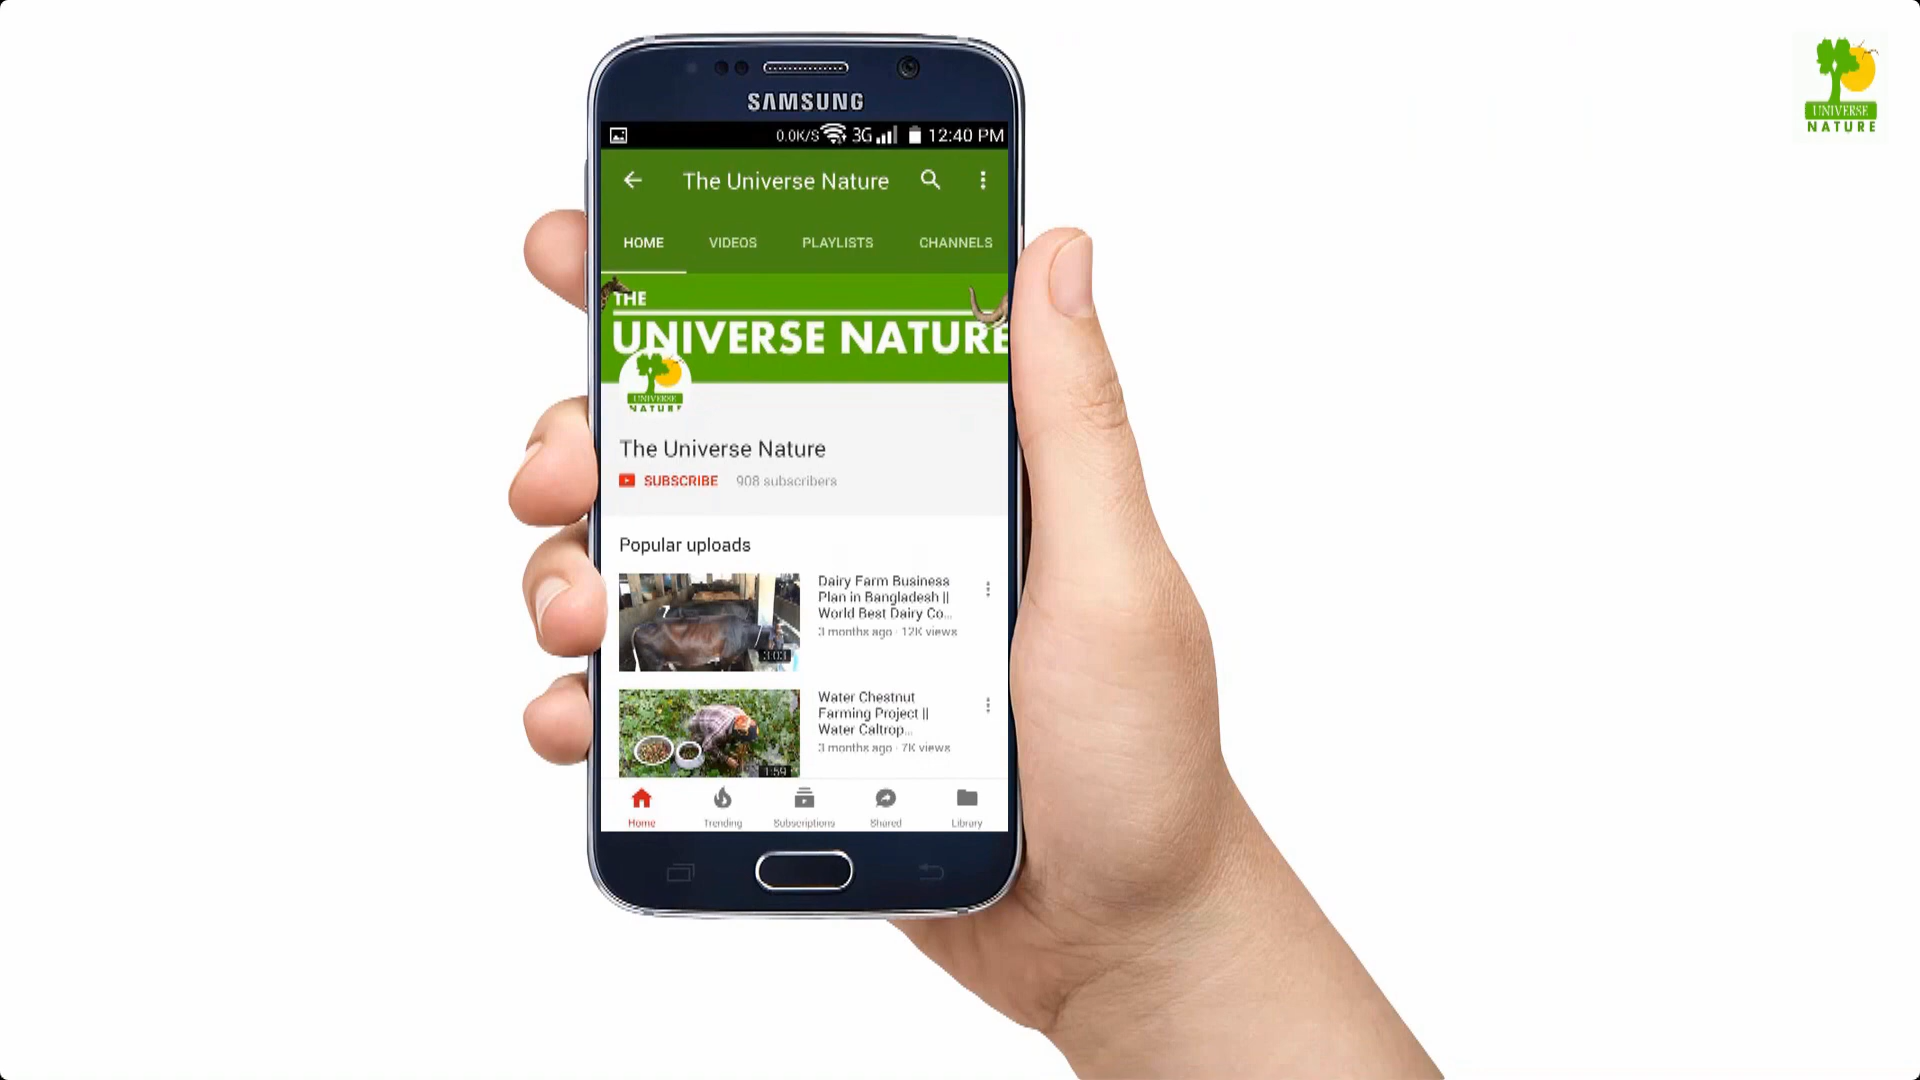 UNIVERSE
NATURE
SAMSUNG
0.0K/S 3G 12:40 PM
The Universe Nature
HOME VIDEOS PLAYLISTS CHANNELS
THE
UNIVERSE NATURE
UNIVERSE
NATURE
The Universe Nature
SUBSCRIBE 908 subscribers
Popular uploads
Dairy Farm Business
Plan in Bangladesh ||
World Best Dairy Co...
3 months ago · 12K views
3:03
Water Chestnut
Farming Project ||
Water Caltrop...
3 months ago · 7K views
1:59
Home Trending Subscriptions Shared Library